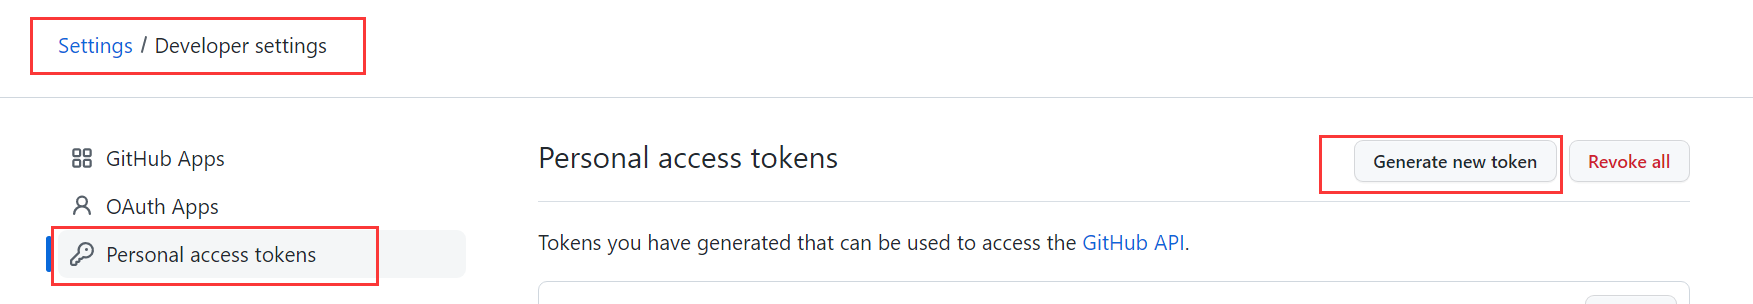 Settings / Developer settings
GitHub Apps
OAuth Apps
Personal access tokens
Personal access tokens
Generate new token
Revoke all
Tokens you have generated that can be used to access the GitHub API.